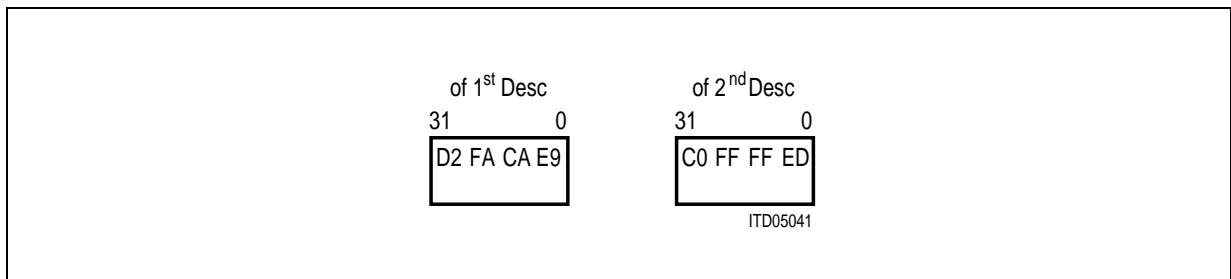 of 1st Desc
31 0
D2 FA CA E9
of 2nd Desc
31 0
C0 FF FF ED
ITD05041